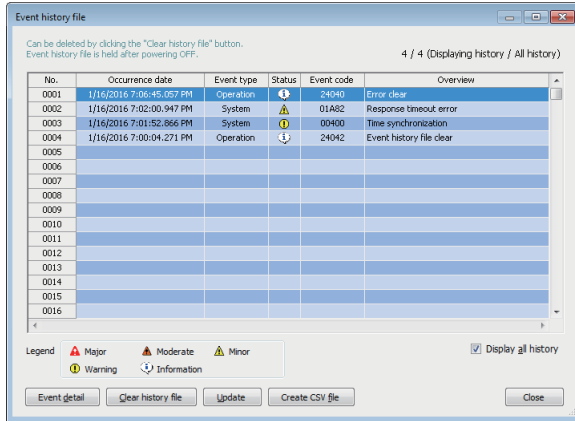 Event history file
Can be deleted by clicking the "Clear history file" button.
Event history file is held after powering OFF.
4 / 4 (Displaying history / All history)
No. Occurrence date Event type Status Event code Overview
0001 1/16/2016 7:06:45.057 PM Operation 24040 Error clear
0002 1/16/2016 7:02:00.947 PM System 01A82 Response timeout error
0003 1/16/2016 7:01:52.866 PM System 00400 Time synchronization
0004 1/16/2016 7:00:04.271 PM Operation 24042 Event history file clear
0005
0006
0007
0008
0009
0010
0011
0012
0013
0014
0015
0016
Legend Major Moderate Minor Display all history
Warning Information
Event detail Clear history file Update Create CSV file Close